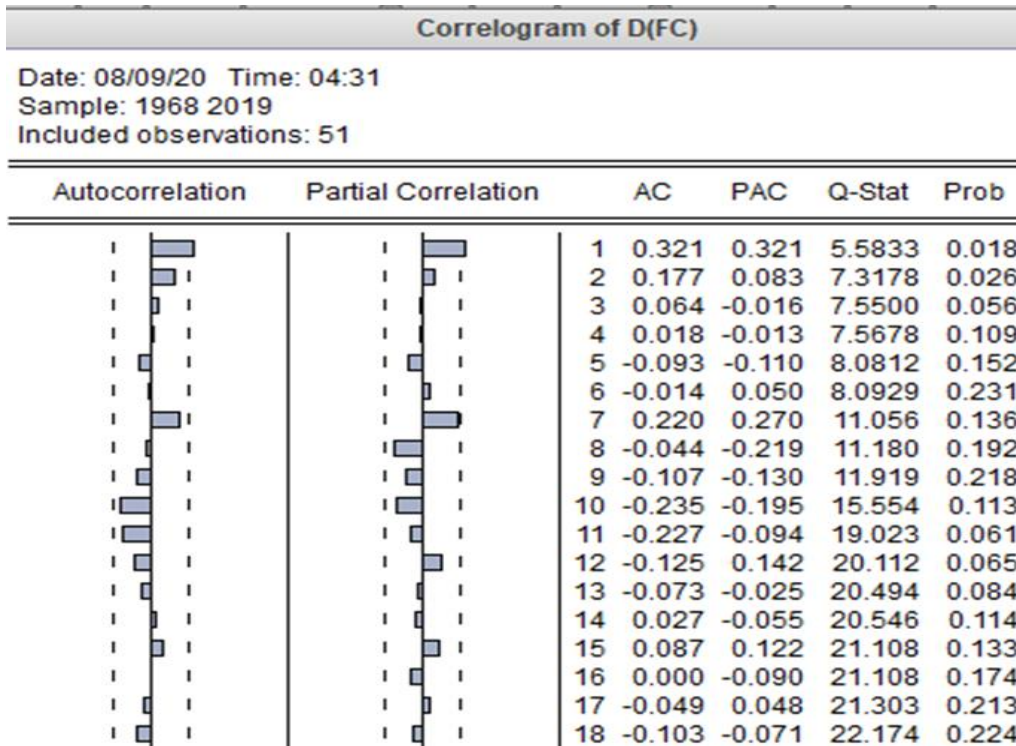 Correlogram of D(FC)
Date: 08/09/20 Time: 04:31
Sample: 1968 2019
Included observations: 51
Autocorrelation Partial Correlation AC PAC Q-Stat Prob
1 0.321 0.321 5.5833 0.018
2 0.177 0.083 7.3178 0.026
3 0.064 -0.016 7.5500 0.056
4 0.018 -0.013 7.5678 0.109
5 -0.093 -0.110 8.0812 0.152
6 -0.014 0.050 8.0929 0.231
7 0.220 0.270 11.056 0.136
8 -0.044 -0.219 11.180 0.192
9 -0.107 -0.130 11.919 0.218
10 -0.235 -0.195 15.554 0.113
11 -0.227 -0.094 19.023 0.061
12 -0.125 0.142 20.112 0.065
13 -0.073 -0.025 20.494 0.084
14 0.027 -0.055 20.546 0.114
15 0.087 0.122 21.108 0.133
16 0.000 -0.090 21.108 0.174
17 -0.049 0.048 21.303 0.213
18 -0.103 -0.071 22.174 0.224